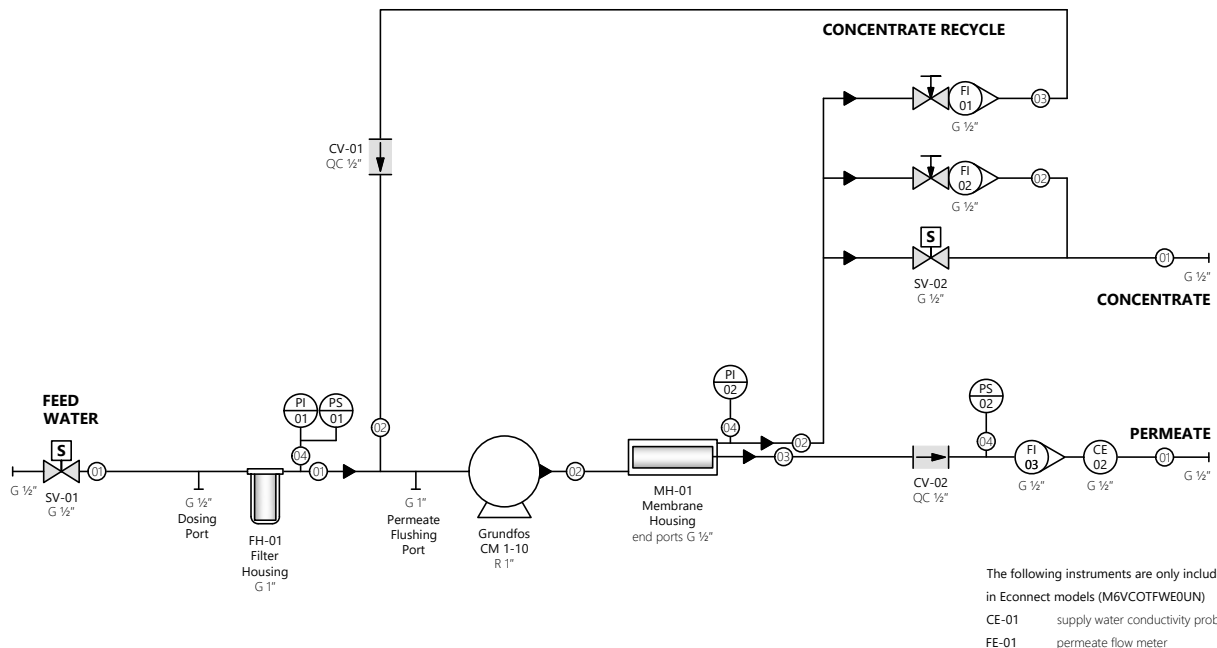 CONCENTRATE RECYCLE
FI
01
03
G ½”
CV-01
QC ½”
FI
02
02
G ½”
S
SV-02
G ½”
01
G ½”
CONCENTRATE
FEED
WATER
S
G ½”
SV-01
G ½”
01
G ½”
Dosing
Port
PI
01
PS
01
04
01
FH-01
Filter
Housing
G 1”
02
G 1”
Permeate
Flushing
Port
Grundfos
CM 1-10
R 1”
02
PI
02
04
02
03
MH-01
Membrane
Housing
end ports G ½”
CV-02
QC ½”
PS
02
04
FI
03
G ½”
CE
02
G ½”
PERMEATE
01
G ½”
The following instruments are only includ
in Econnect models (M6VCOTFWE0UN)
CE-01 supply water conductivity prob
FE-01 permeate flow meter